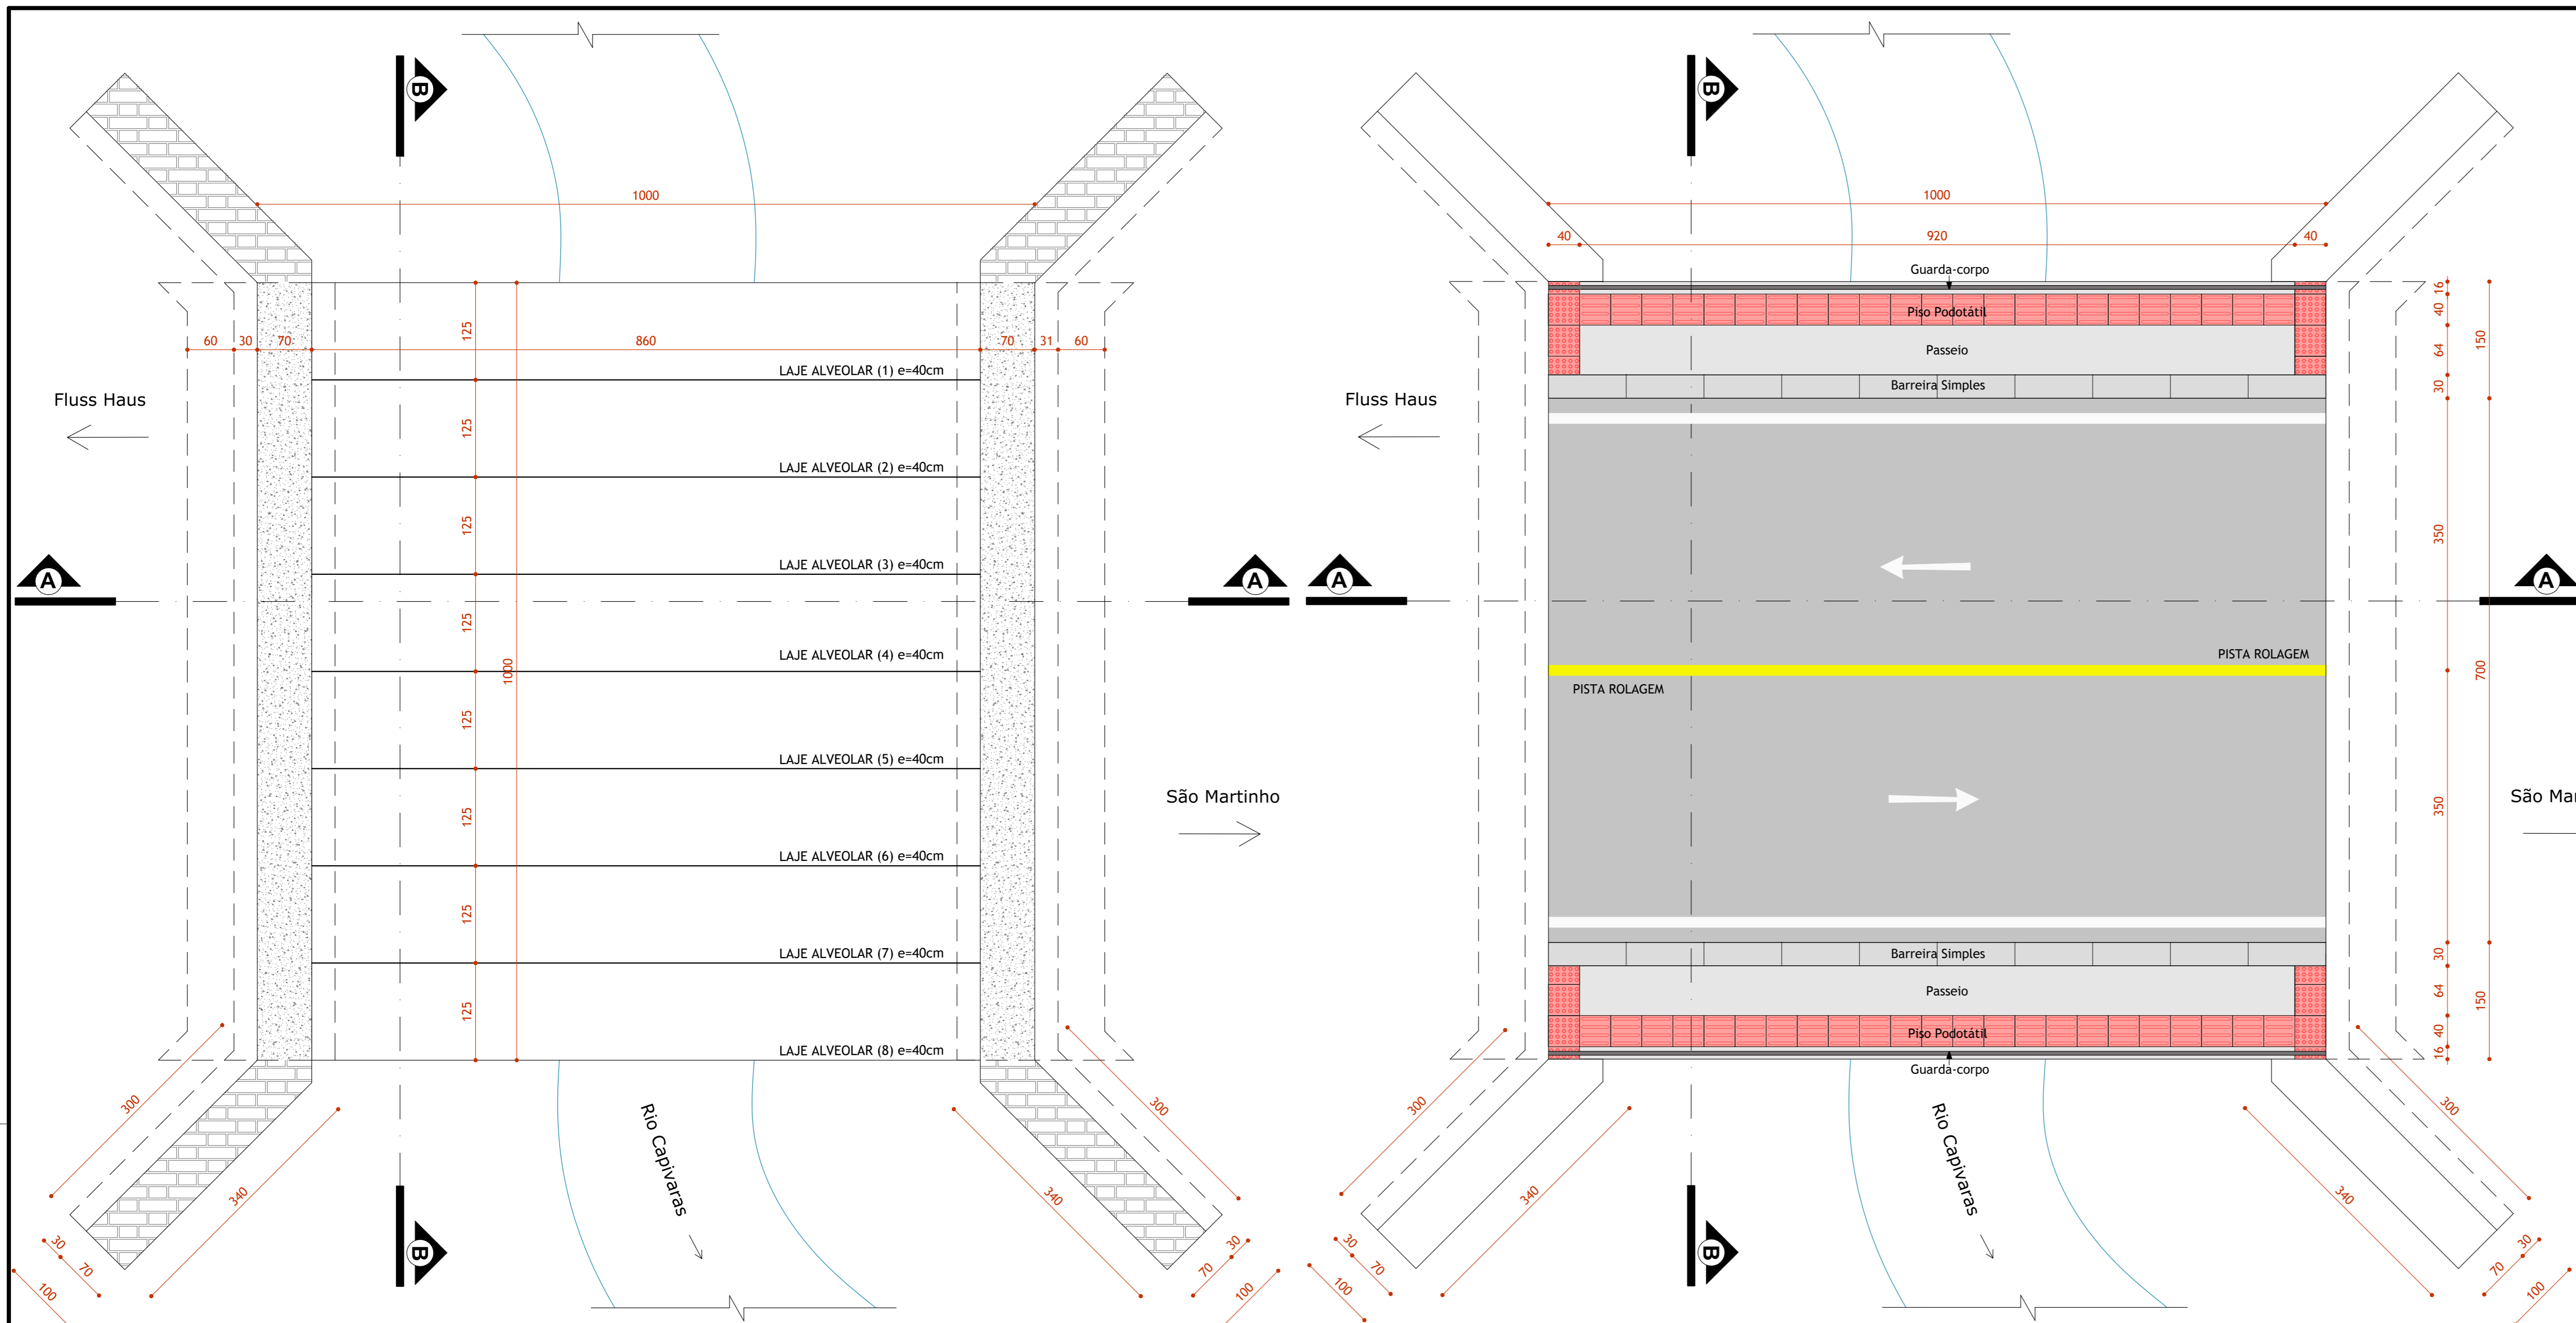 B
B
1000
1000
40
920
40
Guarda-corpo
16
125
40
Piso Podotátil
60
30
70
860
70
31
60
Passeio
64
150
LAJE ALVEOLAR (1) e=40cm
Barreira Simples
30
Fluss Haus
Fluss Haus
125
LAJE ALVEOLAR (2) e=40cm
125
350
LAJE ALVEOLAR (3) e=40cm
A
A
A
A
125
LAJE ALVEOLAR (4) e=40cm
PISTA ROLAGEM
1000
700
PISTA ROLAGEM
125
LAJE ALVEOLAR (5) e=40cm
São Martinho
São Mar
125
350
LAJE ALVEOLAR (6) e=40cm
125
LAJE ALVEOLAR (7) e=40cm
Barreira Simples
30
Passeio
64
150
125
Piso Podotátil
40
LAJE ALVEOLAR (8) e=40cm
16
Guarda-corpo
300
300
300
300
Rio Capivaras
Rio Capivaras
340
340
340
340
B
B
30
70
100
30
70
100
30
70
100
30
70
100